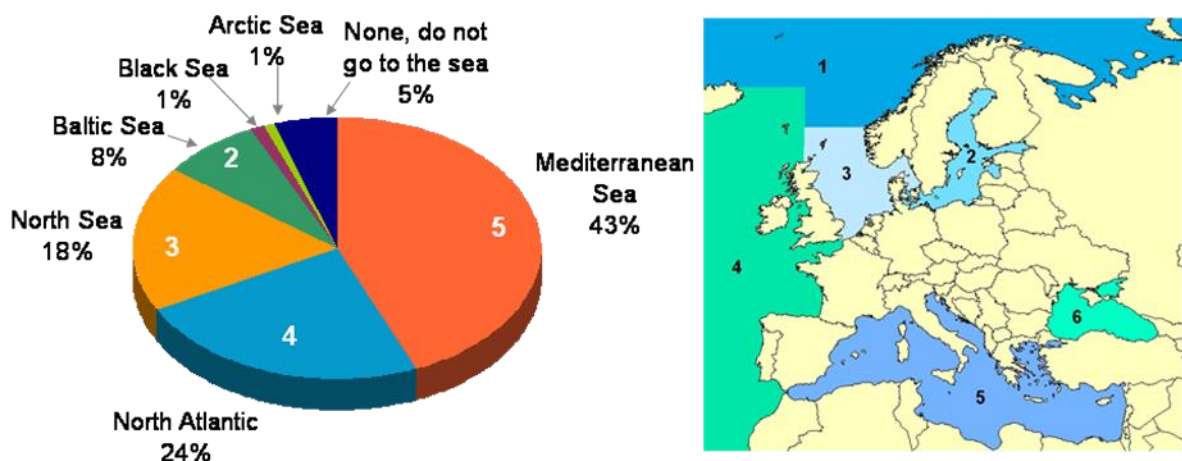 Arctic Sea
1%
None, do not
go to the sea
5%
Black Sea
1%
Baltic Sea
8%
2
Mediterranean
Sea
43%
5
North Sea
18%
3
4
North Atlantic
24%
1
2
3
4
6
5